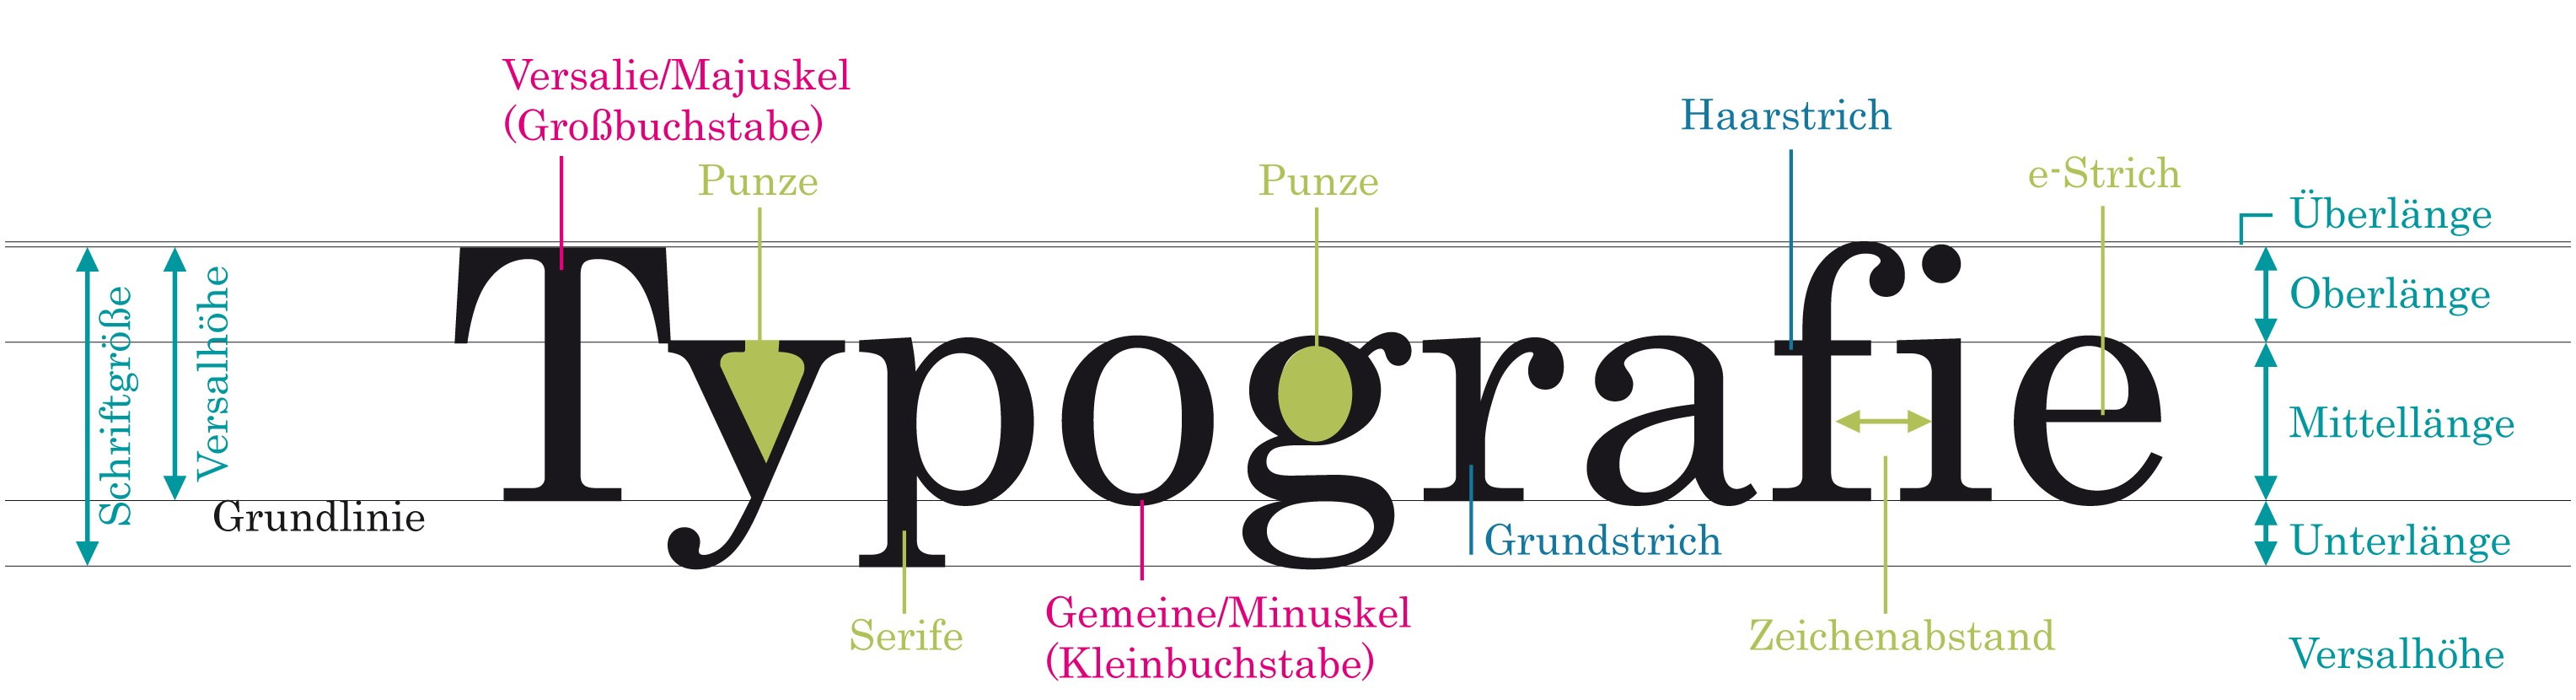 Versalie/Majuskel
(Großbuchstabe)
Haarstrich
Punze
Punze
e-Strich
Überlänge
Oberlänge
Schriftgröße
Versalhöhe
Typografie
Mittellänge
Grundlinie
Grundstrich
Unterlänge
Serife
Gemeine/Minuskel
(Kleinbuchstabe)
Zeichenabstand
Versalhöhe